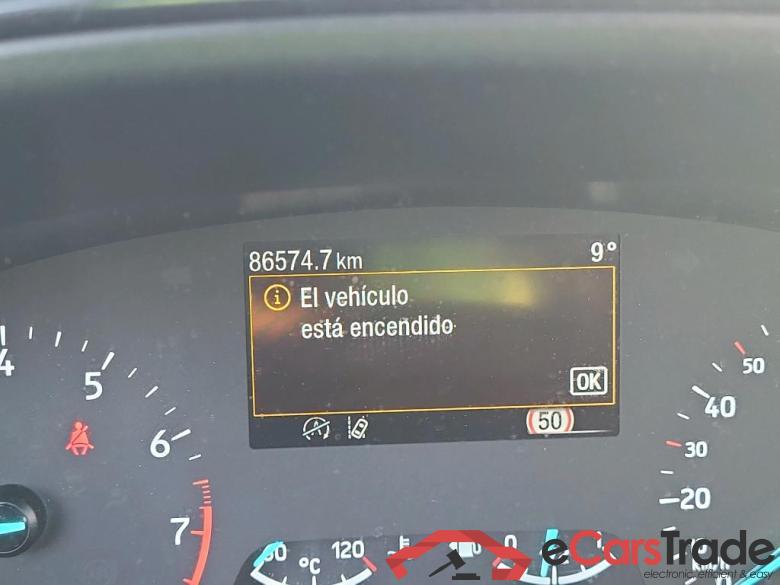 86574.7 km 9°
El vehículo
está encendido
OK
50
4
5
6
7
50
40
30
20
°C 120
0
eCarsTrade
electronic, efficient & easy